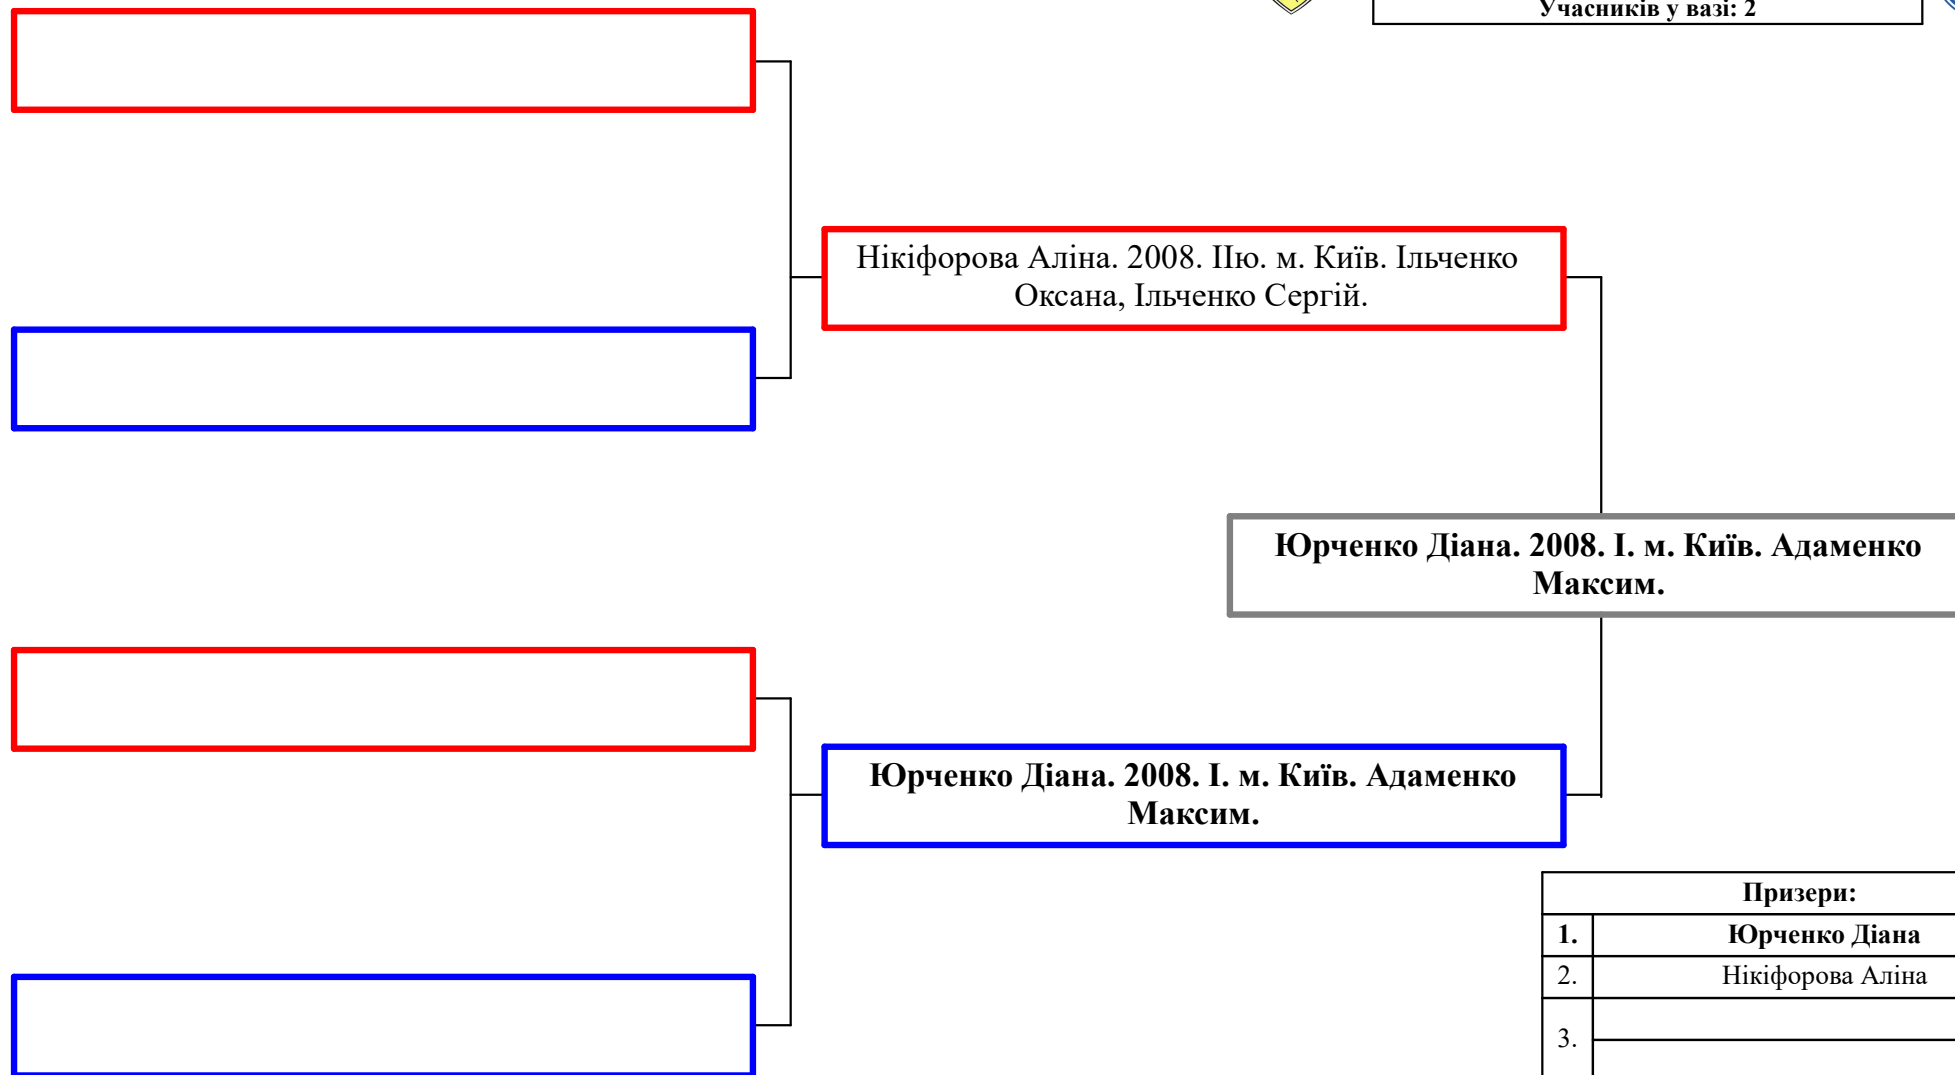 Учасників у вазі: 2
Нікіфорова Аліна. 2008. ІІю. м. Київ. Ільченко
Оксана, Ільченко Сергій.
Юрченко Діана. 2008. І. м. Київ. Адаменко
Максим.
Юрченко Діана. 2008. І. м. Київ. Адаменко
Максим.
Призери:
1. Юрченко Діана
2. Нікіфорова Аліна
3.